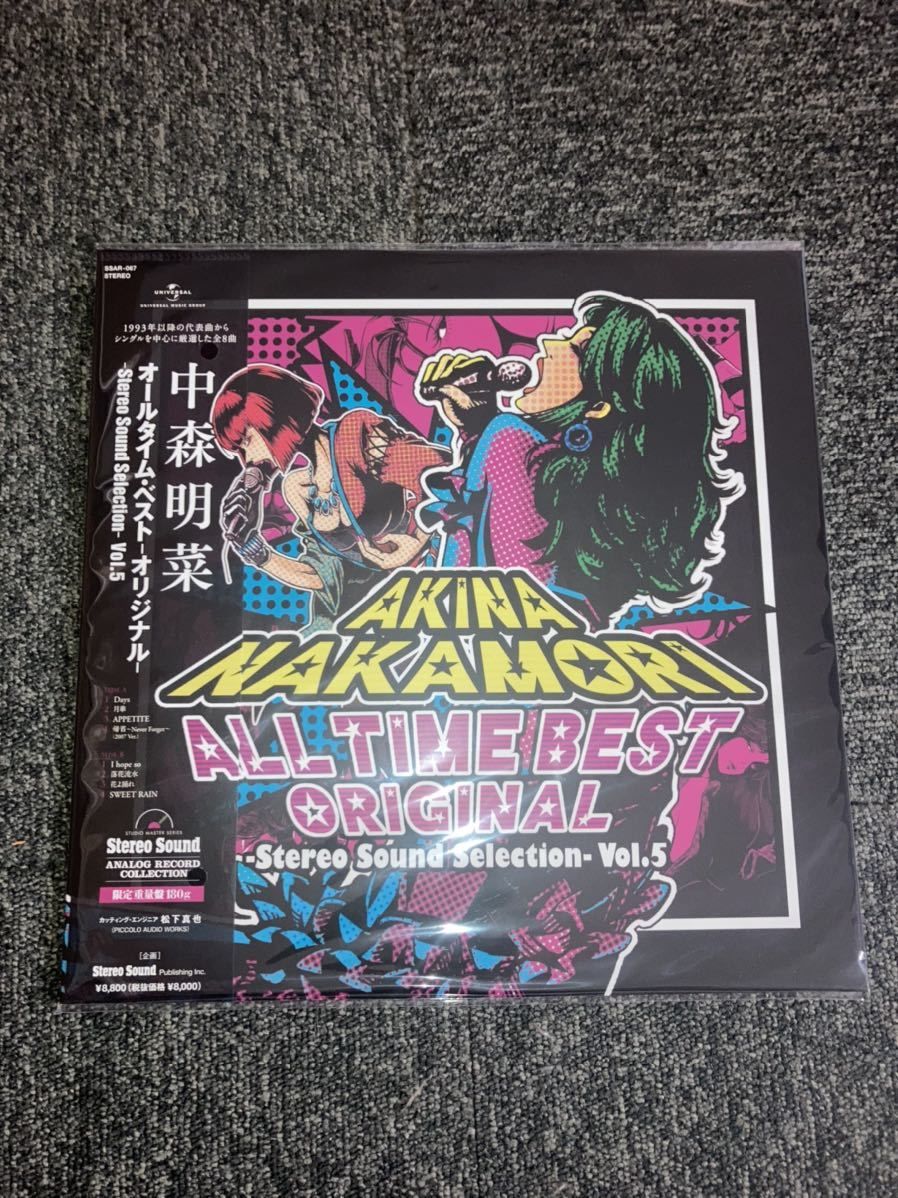 SSAR-067
STEREO
UNIVERSAL
UNIVERSAL MUSIC GROUP
1993年以降の代表曲から
シングルを中心に厳選した全8曲
中森明菜
オールタイム・ベスト-オリジナル-
-Stereo Sound Selection- Vol.5
SIDE A
1 Days
2 月華
3 APPETITE
4 帰省~Never Forget~
(2007 Ver.)
SIDE B
1 I hope so
2 落花流水
3 花よ踊れ
4 SWEET RAIN
STUDIO MASTER SERIES
Stereo Sound
ANALOG RECORD
COLLECTION
限定重量盤180g
カッティング・エンジニア 松下真也
(PICCOLO AUDIO WORKS)
[企画]
Stereo Sound Publishing Inc.
¥8,800(税抜価格 ¥8,000)
AKINA
NAKAMORI
ALL TIME BEST
ORIGINAL
-Stereo Sound Selection- Vol.5